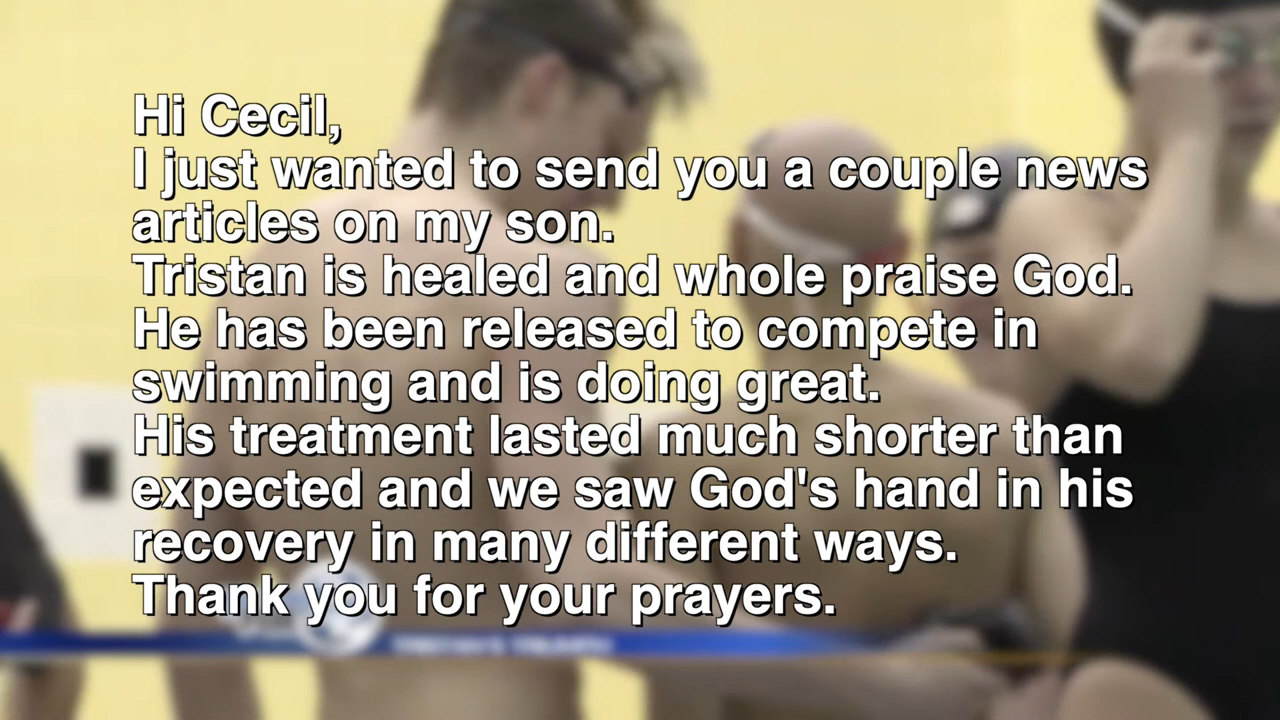 Hi Cecil,
I just wanted to send you a couple news
articles on my son.
Tristan is healed and whole praise God.
He has been released to compete in
swimming and is doing great.
His treatment lasted much shorter than
expected and we saw God's hand in his
recovery in many different ways.
Thank you for your prayers.